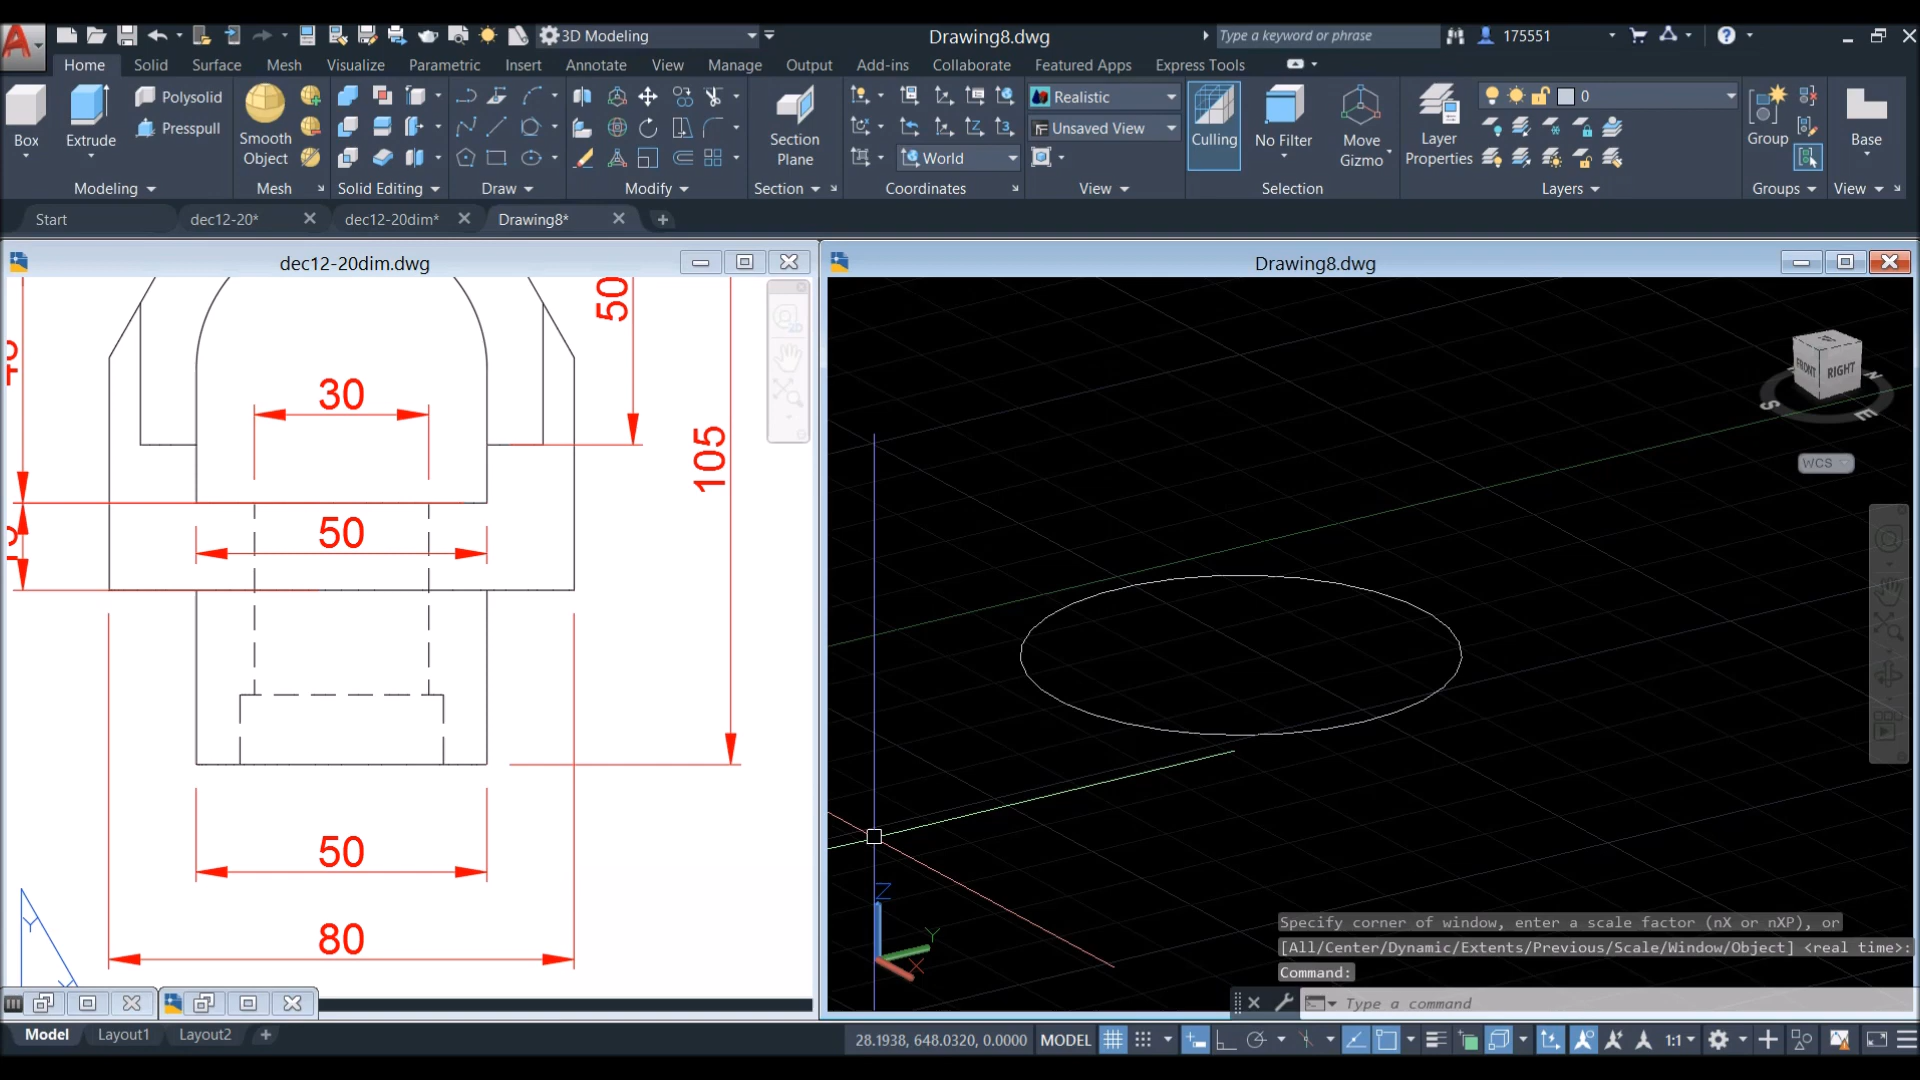 3D Modeling
Drawing8.dwg
Type a keyword or phrase
175551
Home Solid Surface Mesh Visualize Parametric Insert Annotate View Manage Output Add-ins Collaborate Featured Apps Express Tools
Box
Extrude
Polysolid
Presspull
Smooth
Object
Section
Plane
World
Realistic
Unsaved View
Culling
No Filter
Move
Gizmo
Layer
Properties
0
Group
Base
Modeling
Mesh
Solid Editing
Draw
Modify
Section
Coordinates
View
Selection
Layers
Groups
View
Start
dec12-20*
dec12-20dim*
Drawing8*
dec12-20dim.dwg
Drawing8.dwg
50
30
105
50
50
80
Y
FRONT
RIGHT
S
E
N
WCS
Z
Y
X
Specify corner of window, enter a scale factor (nX or nXP), or
[All/Center/Dynamic/Extents/Previous/Scale/Window/Object] <real time>:
Command:
Type a command
Model Layout1 Layout2
28.1938, 648.0320, 0.0000 MODEL 1:1